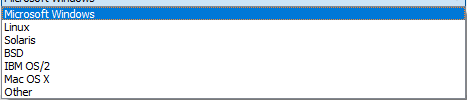 Microsoft Windows
Microsoft Windows
Linux
Solaris
BSD
IBM OS/2
Mac OS X
Other